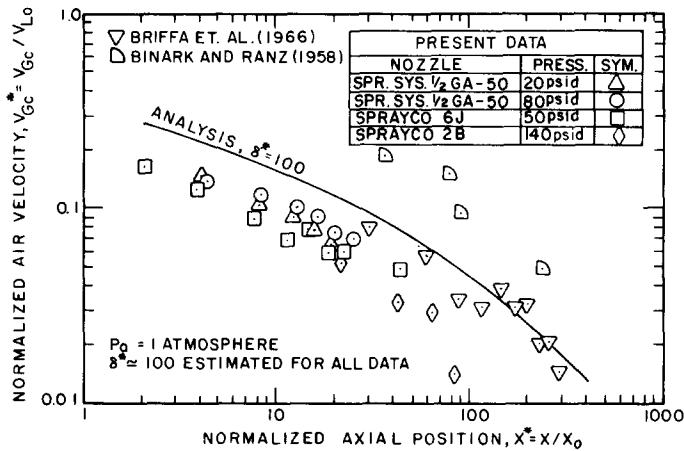 ▽ BRIFFA ET. AL. (1966)
BINARK AND RANZ (1958)
PRESENT DATA
NOZZLE PRESS. SYM.
SPR. SYS. 1/2 GA-50 20psid △
SPR. SYS. 1/2 GA-50 80psid ○
SPRAYCO 6J 50psid □
SPRAYCO 2B 140psid ◇
ANALYSIS, δ*=100
Pa = 1 ATMOSPHERE
δ*≃ 100 ESTIMATED FOR ALL DATA
NORMALIZED AIR VELOCITY, V*Gc = VGc / VLo
1.0
0.1
0.01
1 10 100 1000
NORMALIZED AXIAL POSITION, X*= X/Xo